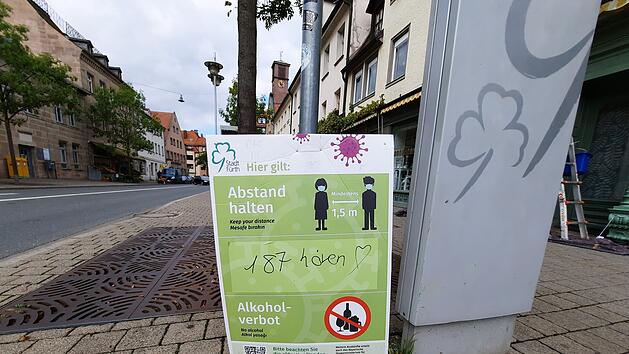 Stadt
Fürth
Hier gilt:
Abstand
halten
Keep your distance
Mesafe bırakın
Mindestens
1,5 m
187 hören
Alkohol-
verbot
No alcohol
Alkol yasağı
Bitte beachten Sie